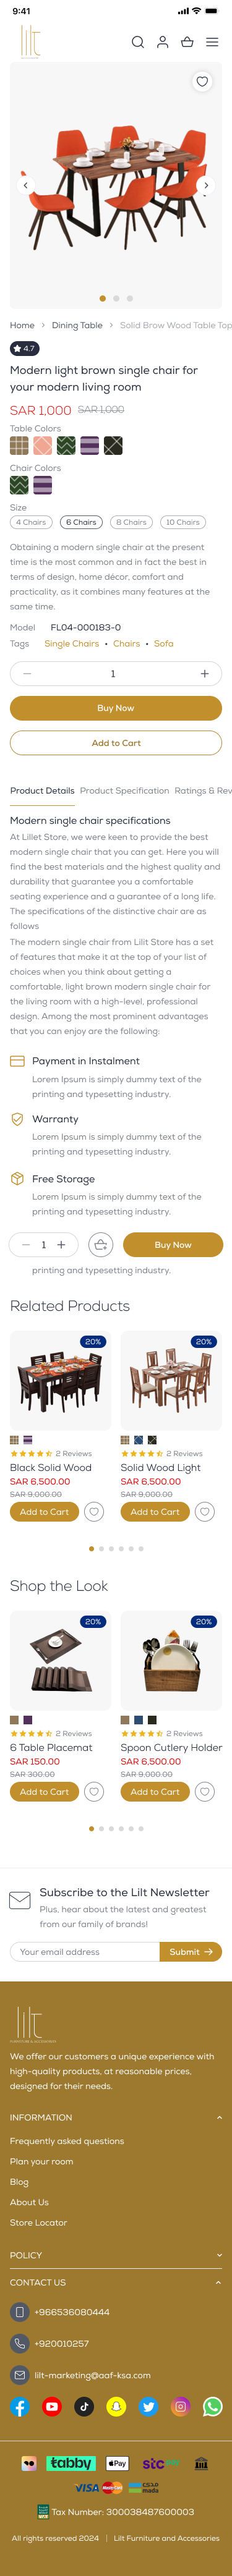 9:41
lilt
Home > Dining Table > Solid Brow Wood Table Top
4.7
Modern light brown single chair for
your modern living room
SAR 1,000 SAR 1,000
Table Colors
Chair Colors
Size
4 Chairs 6 Chairs 8 Chairs 10 Chairs
Obtaining a modern single chair at the present
time is the most common and in fact the most in
terms of design, home décor, comfort and
practicality, as it combines many features at the
same time.
Model FL04-000183-0
Tags Single Chairs • Chairs • Sofa
1
Buy Now
Add to Cart
Product Details Product Specification Ratings & Rev
Modern single chair specifications
At Lillet Store, we were keen to provide the best
modern single chair that you can get. Here you will
find the best materials and the highest quality and
durability that guarantee you a comfortable
seating experience and a guarantee of a long life.
The specifications of the distinctive chair are as
follows
The modern single chair from Lilit Store has a set
of features that make it at the top of your list of
choices when you think about getting a
comfortable, light brown modern single chair for
the living room with a high-level, professional
design. Among the most prominent advantages
that you can enjoy are the following:
Payment in Instalment
Lorem Ipsum is simply dummy text of the
printing and typesetting industry.
Warranty
Lorem Ipsum is simply dummy text of the
printing and typesetting industry.
Free Storage
Lorem Ipsum is simply dummy text of the
printing and typesetting industry.
1 Buy Now
printing and typesetting industry.
Related Products
20% 20%
2 Reviews 2 Reviews
Black Solid Wood Solid Wood Light
SAR 6,500.00 SAR 6,500.00
SAR 9,000.00 SAR 9,000.00
Add to Cart Add to Cart
Shop the Look
20% 20%
2 Reviews 2 Reviews
6 Table Placemat Spoon Cutlery Holder
SAR 150.00 SAR 6,500.00
SAR 300.00 SAR 9,000.00
Add to Cart Add to Cart
Subscribe to the Lilt Newsletter
Plus, hear about the latest and greatest
from our family of brands!
Your email address Submit
lilt
We offer our customers a unique experience with
high-quality products, at reasonable prices,
designed for their needs.
INFORMATION
Frequently asked questions
Plan your room
Blog
About Us
Store Locator
POLICY
CONTACT US
+966536080444
+920010257
lilt-marketing@aaf-ksa.com
tabby Pay stc
VISA MasterCard mada
Tax Number: 300038487600003
All rights reserved 2024 | Lilt Furniture and Accessories